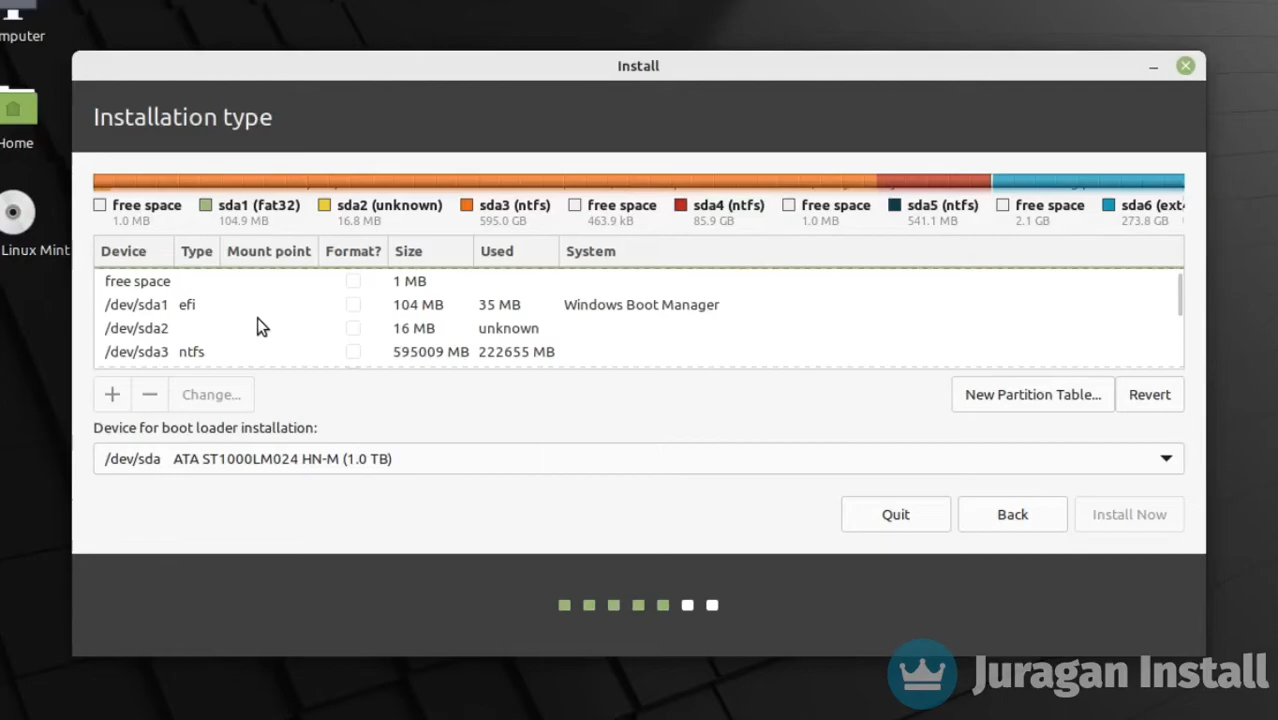 mputer
Install
Installation type
Home
free space sda1 (fat32) sda2 (unknown) sda3 (ntfs) free space sda4 (ntfs) free space sda5 (ntfs) free space sda6 (ext4
1.0 MB 104.9 MB 16.8 MB 595.0 GB 463.9 kB 85.9 GB 1.0 MB 541.1 MB 2.1 GB 273.8 GB
Linux Mint
Device Type Mount point Format? Size Used System
free space 1 MB
/dev/sda1 efi 104 MB 35 MB Windows Boot Manager
/dev/sda2 16 MB unknown
/dev/sda3 ntfs 595009 MB 222655 MB
+ − Change... New Partition Table... Revert
Device for boot loader installation:
/dev/sda ATA ST1000LM024 HN-M (1.0 TB)
Quit Back Install Now
Juragan Install